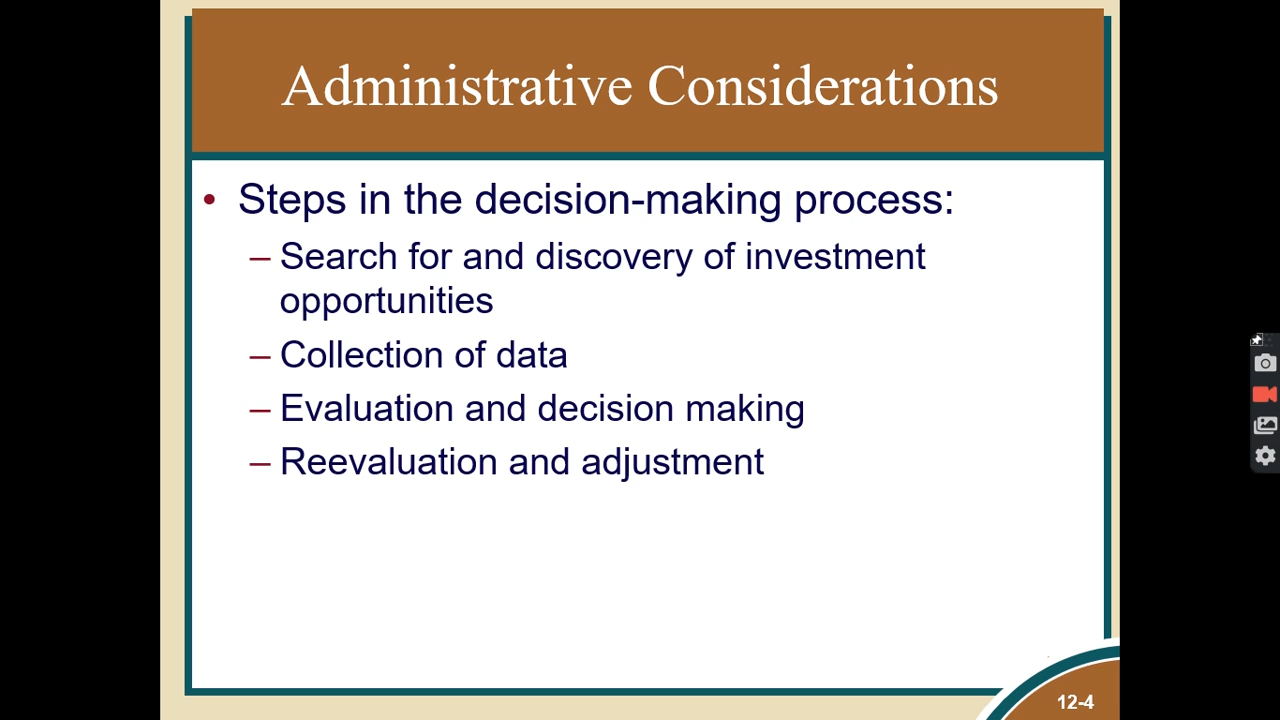 Administrative Considerations
• Steps in the decision-making process:
– Search for and discovery of investment
opportunities
– Collection of data
– Evaluation and decision making
– Reevaluation and adjustment
12-4